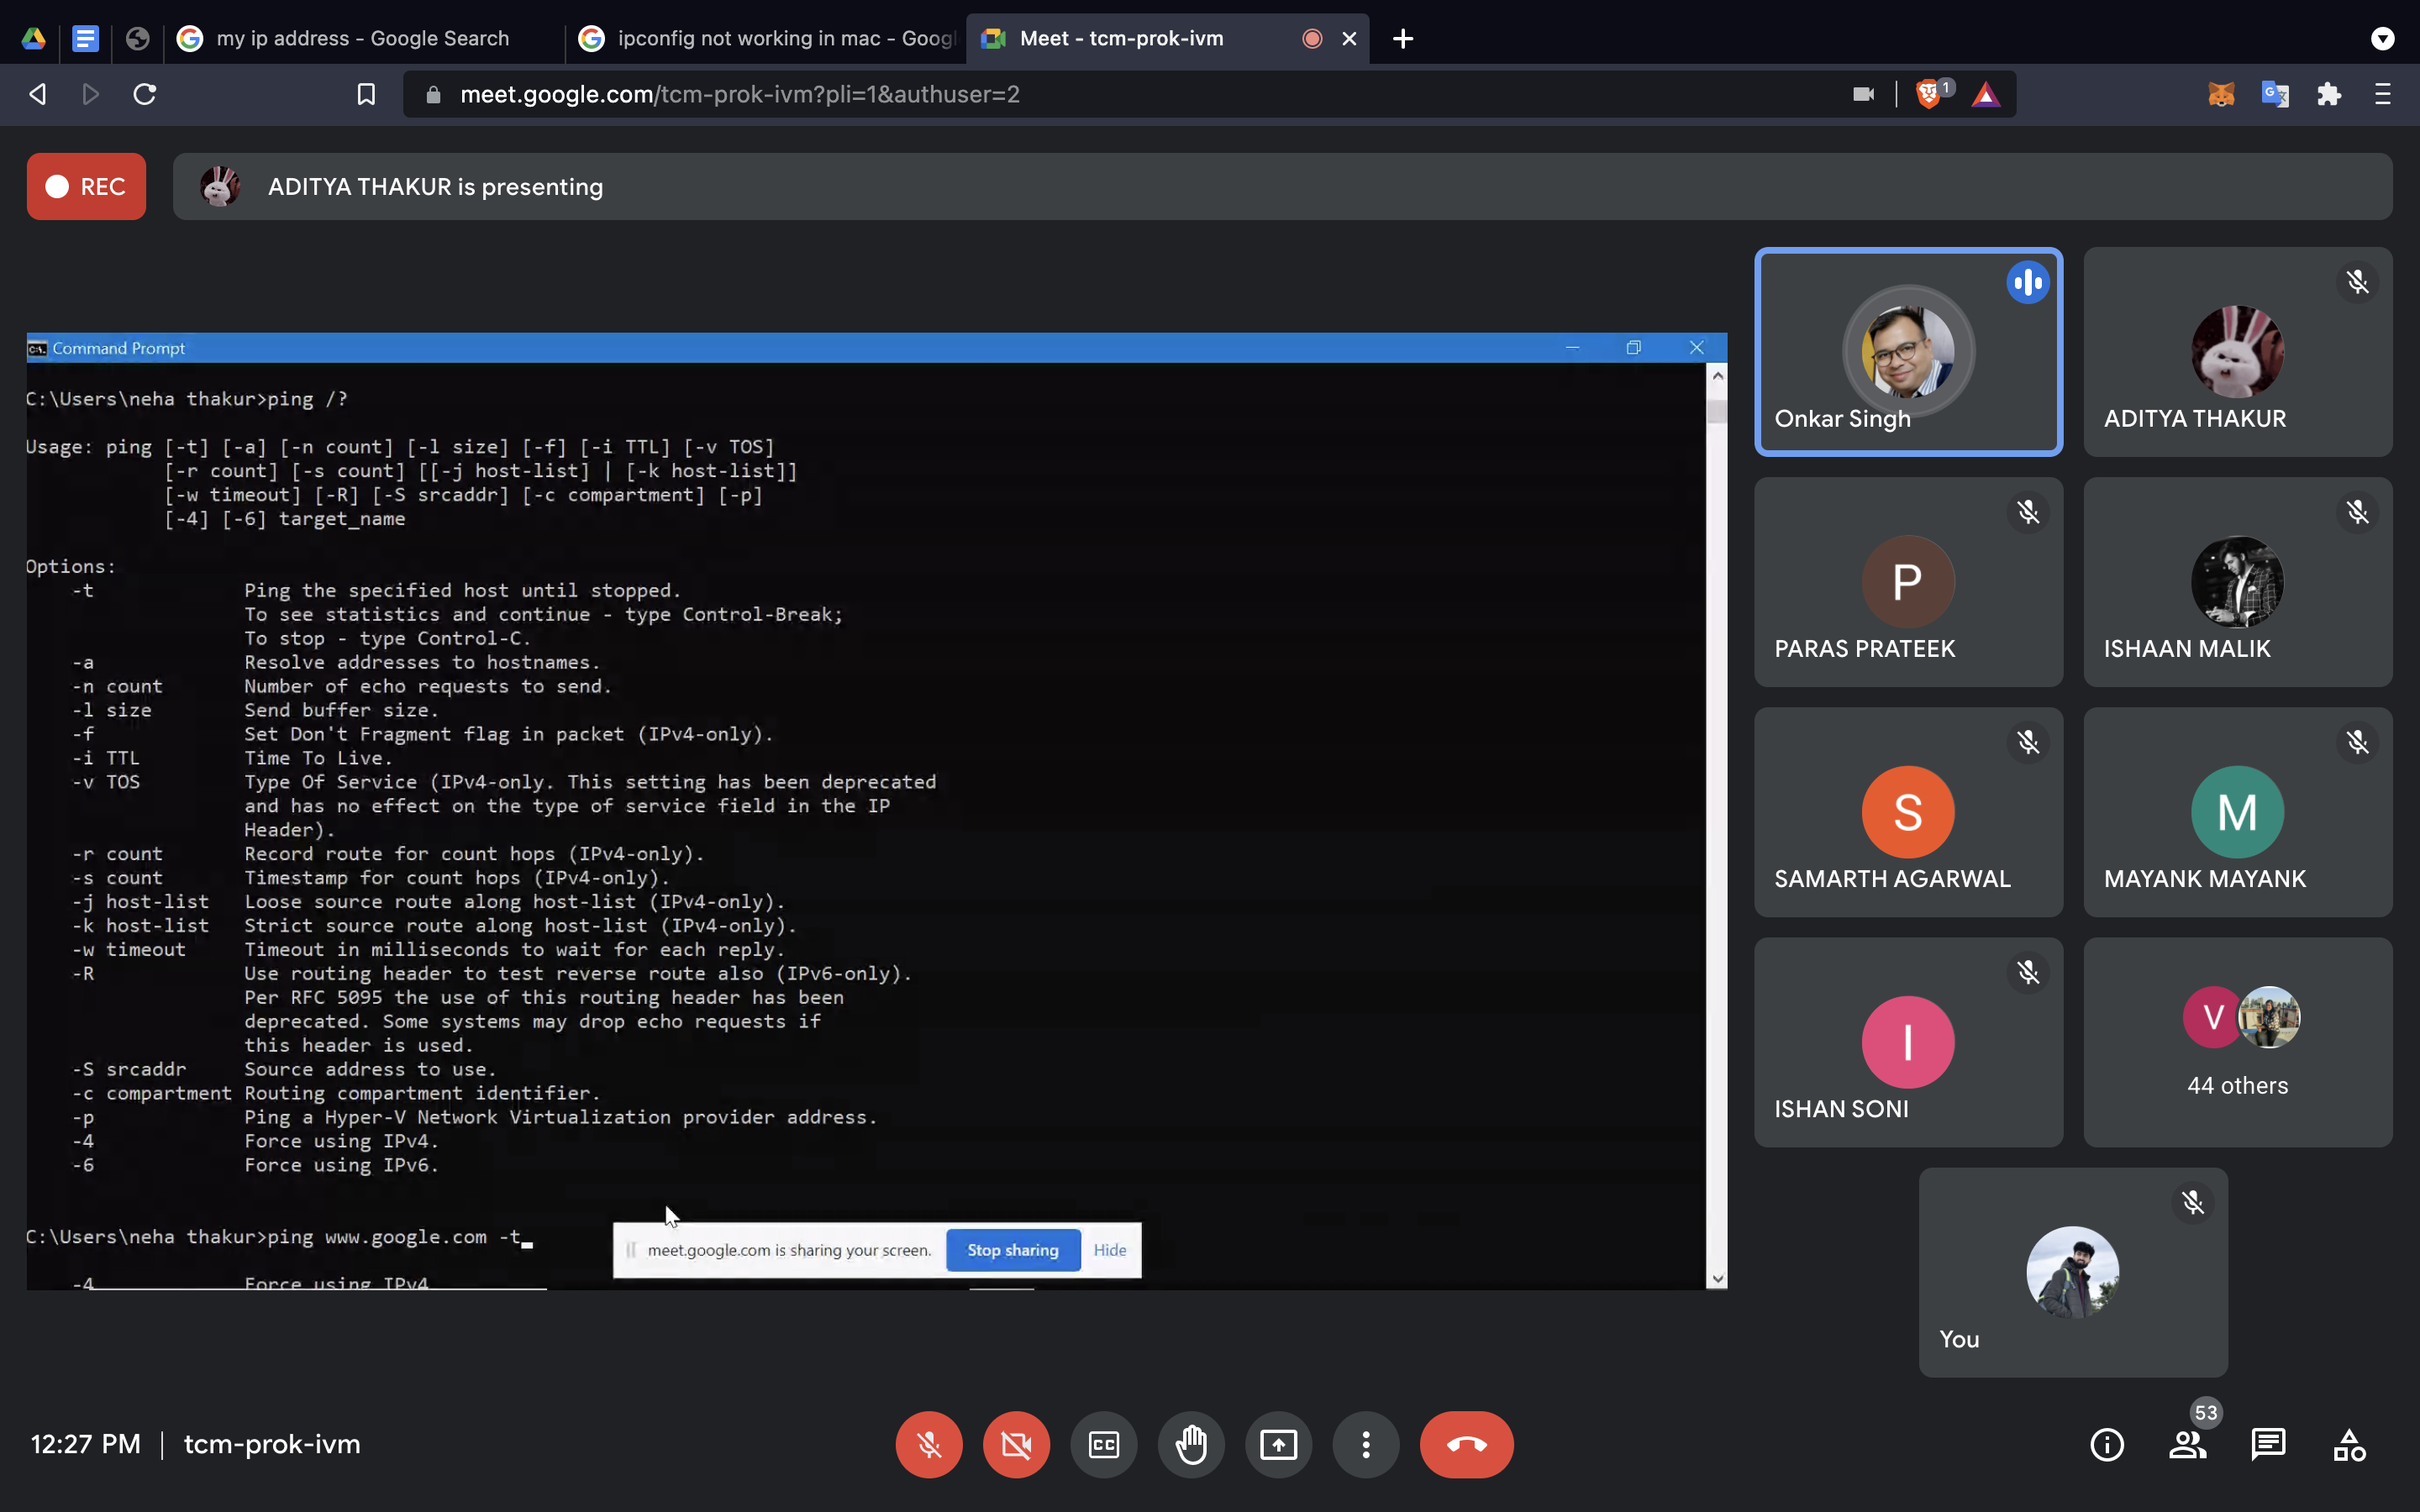 my ip address - Google Search
ipconfig not working in mac - Googl
Meet - tcm-prok-ivm
meet.google.com/tcm-prok-ivm?pli=1&authuser=2
1
REC
ADITYA THAKUR is presenting
Command Prompt
C:\Users\neha thakur>ping /?
Usage: ping [-t] [-a] [-n count] [-l size] [-f] [-i TTL] [-v TOS]
[-r count] [-s count] [[-j host-list] | [-k host-list]]
[-w timeout] [-R] [-S srcaddr] [-c compartment] [-p]
[-4] [-6] target_name
Options:
-t Ping the specified host until stopped.
To see statistics and continue - type Control-Break;
To stop - type Control-C.
-a Resolve addresses to hostnames.
-n count Number of echo requests to send.
-l size Send buffer size.
-f Set Don't Fragment flag in packet (IPv4-only).
-i TTL Time To Live.
-v TOS Type Of Service (IPv4-only. This setting has been deprecated
and has no effect on the type of service field in the IP
Header).
-r count Record route for count hops (IPv4-only).
-s count Timestamp for count hops (IPv4-only).
-j host-list Loose source route along host-list (IPv4-only).
-k host-list Strict source route along host-list (IPv4-only).
-w timeout Timeout in milliseconds to wait for each reply.
-R Use routing header to test reverse route also (IPv6-only).
Per RFC 5095 the use of this routing header has been
deprecated. Some systems may drop echo requests if
this header is used.
-S srcaddr Source address to use.
-c compartment Routing compartment identifier.
-p Ping a Hyper-V Network Virtualization provider address.
-4 Force using IPv4.
-6 Force using IPv6.
C:\Users\neha thakur>ping www.google.com -t
-4 Force using IPv4
meet.google.com is sharing your screen.
Stop sharing
Hide
Onkar Singh
ADITYA THAKUR
P
PARAS PRATEEK
ISHAAN MALIK
S
SAMARTH AGARWAL
M
MAYANK MAYANK
I
ISHAN SONI
V
44 others
You
12:27 PM | tcm-prok-ivm
CC
53